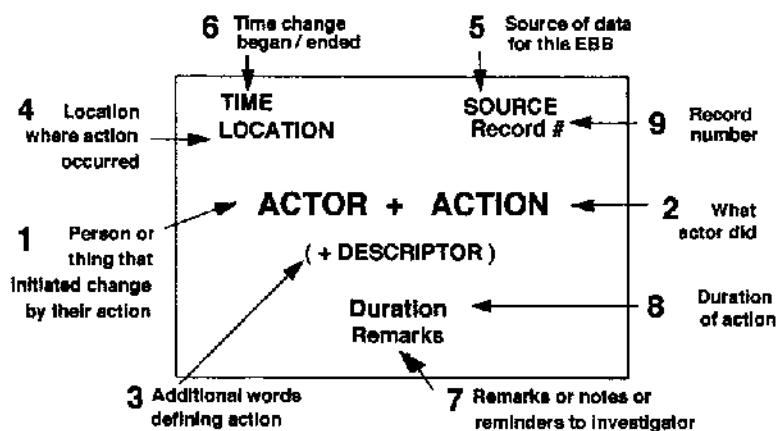 6 Time change
began / ended
5 Source of data
for this EBB
TIME
SOURCE
4 Location
where action
occurred
LOCATION
Record #
9 Record
number
ACTOR + ACTION
1 Person or
thing that
initiated change
by their action
2 What
actor did
( + DESCRIPTOR )
Duration
Remarks
8 Duration
of action
3 Additional words
defining action
7 Remarks or notes or
reminders to investigator